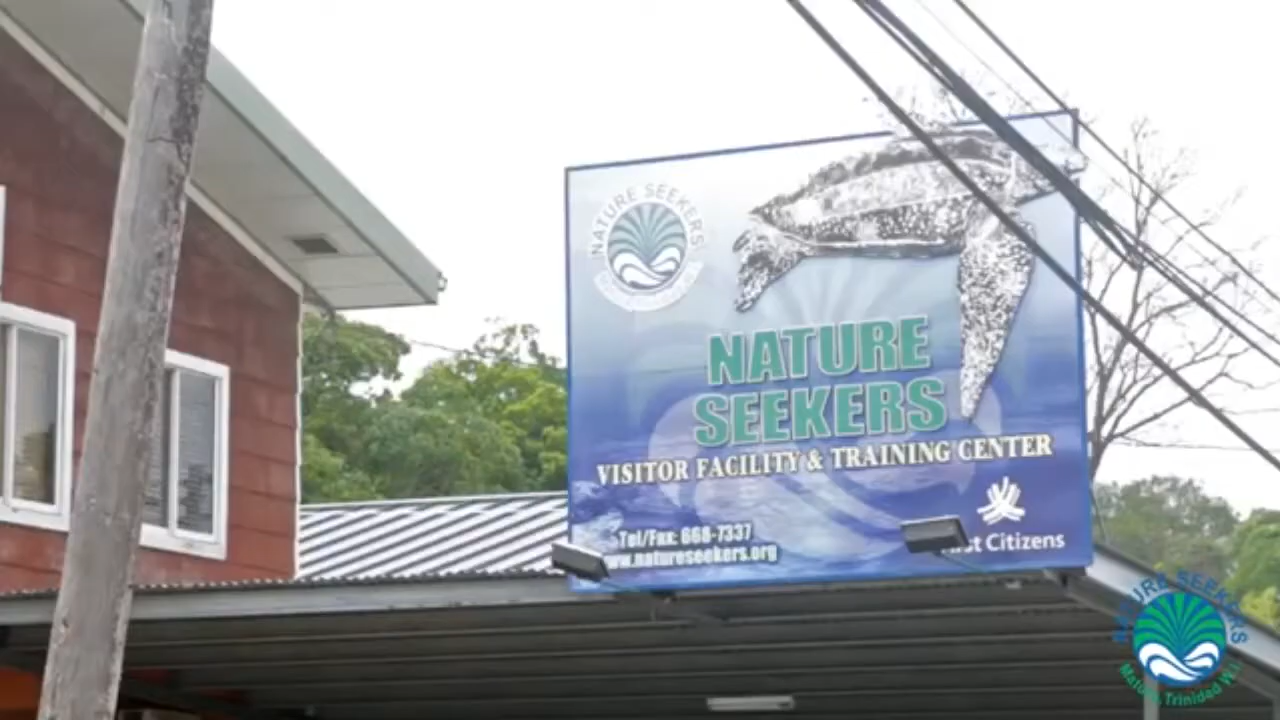 NATURE SEEKERS
NATURE
SEEKERS
VISITOR FACILITY & TRAINING CENTER
Tel/Fax: 668-7337
www.natureseekers.org
First Citizens
NATURE SEEKERS
Matura, Trinidad W.I.